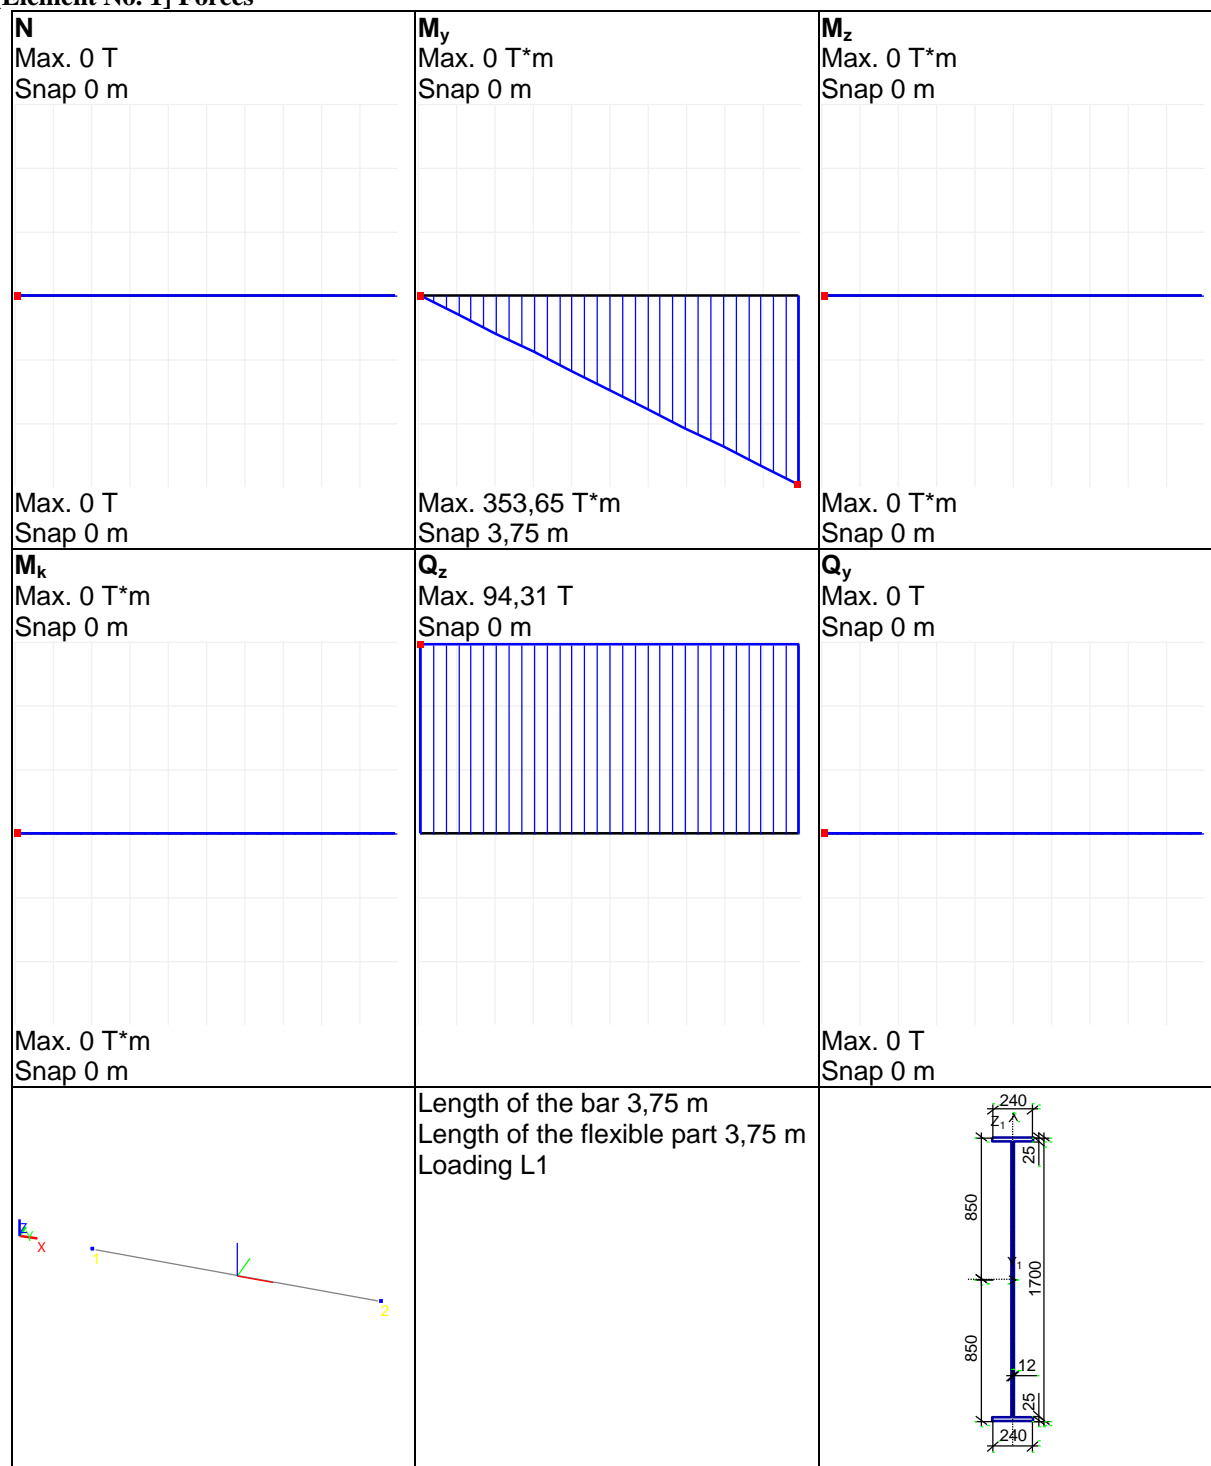 [Element No. 1] Forces
N
Max. 0 T
Snap 0 m
Max. 0 T
Snap 0 m
My
Max. 0 T*m
Snap 0 m
Max. 353,65 T*m
Snap 3,75 m
Mz
Max. 0 T*m
Snap 0 m
Max. 0 T*m
Snap 0 m
Mk
Max. 0 T*m
Snap 0 m
Max. 0 T*m
Snap 0 m
Qz
Max. 94,31 T
Snap 0 m
Qy
Max. 0 T
Snap 0 m
Max. 0 T
Snap 0 m
Z
Y
X
1
2
Length of the bar 3,75 m
Length of the flexible part 3,75 m
Loading L1
240
Z1
25
850
Y1
1700
850
12
25
240